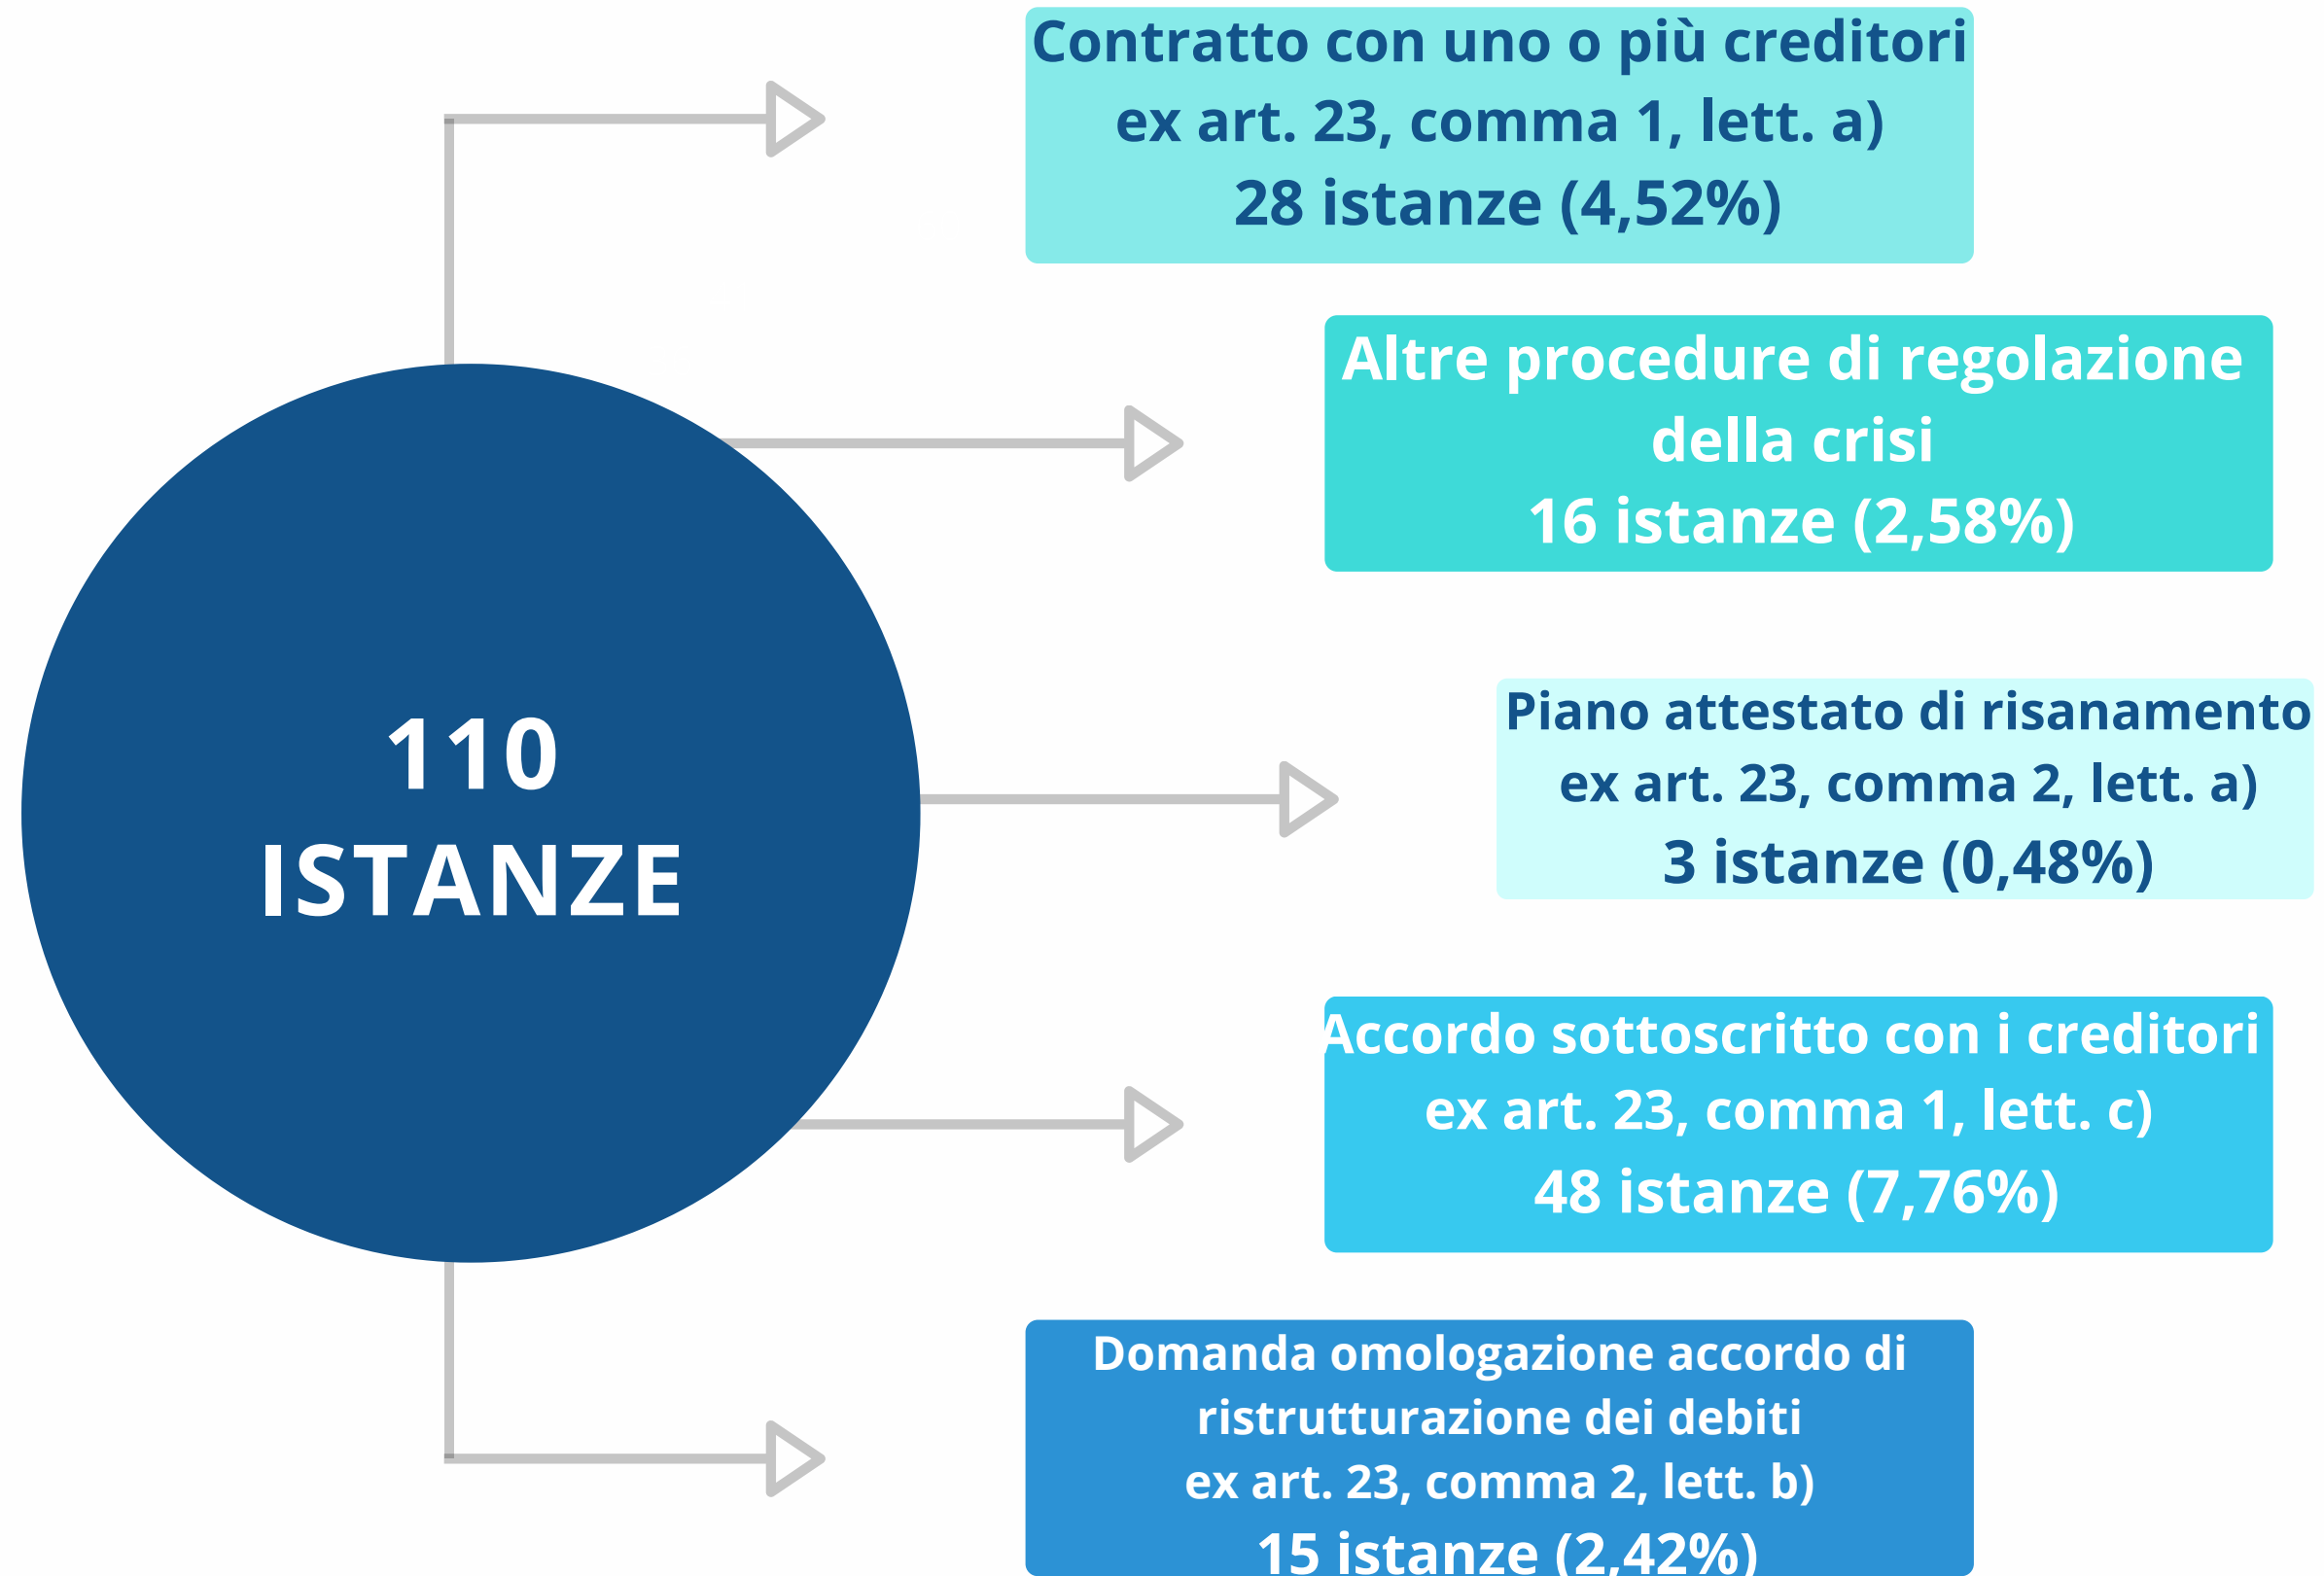 110
ISTANZE
Contratto con uno o più creditori
ex art. 23, comma 1, lett. a)
28 istanze (4,52%)
Altre procedure di regolazione
della crisi
16 istanze (2,58%)
Piano attestato di risanamento
ex art. 23, comma 2, lett. a)
3 istanze (0,48%)
Accordo sottoscritto con i creditori
ex art. 23, comma 1, lett. c)
48 istanze (7,76%)
Domanda omologazione accordo di
ristrutturazione dei debiti
ex art. 23, comma 2, lett. b)
15 istanze (2,42%)